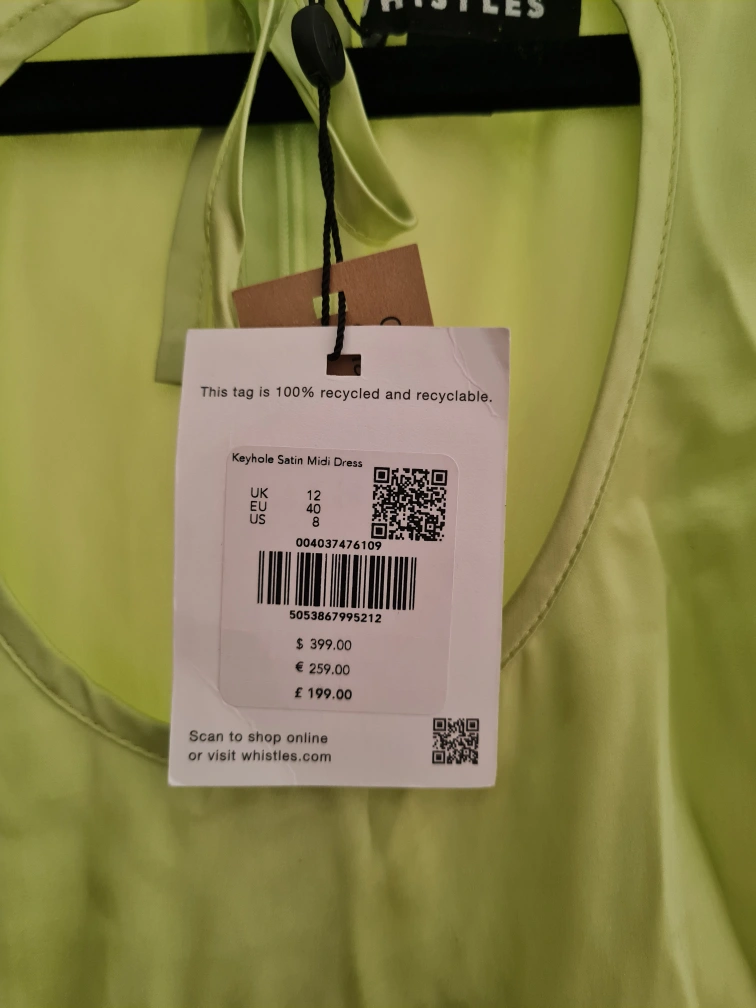 WHISTLES
This tag is 100% recycled and recyclable.
Keyhole Satin Midi Dress
UK 12
EU 40
US 8
004037476109
5053867995212
$ 399.00
€ 259.00
£ 199.00
Scan to shop online
or visit whistles.com